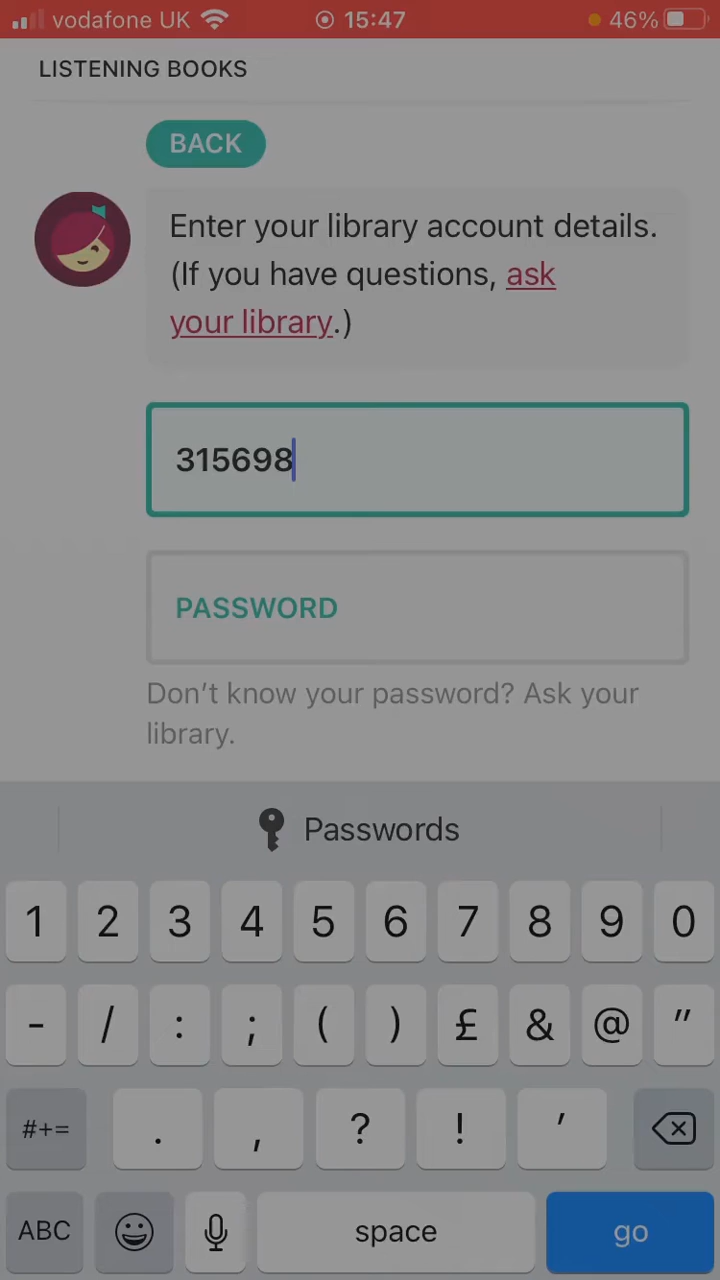 vodafone UK 15:47 46%
LISTENING BOOKS
BACK
Enter your library account details.
(If you have questions, ask
your library.)
315698
PASSWORD
Don’t know your password? Ask your
library.
Passwords
1 2 3 4 5 6 7 8 9 0
- / : ; ( ) £ & @ "
#+= . , ? ! '
ABC space go